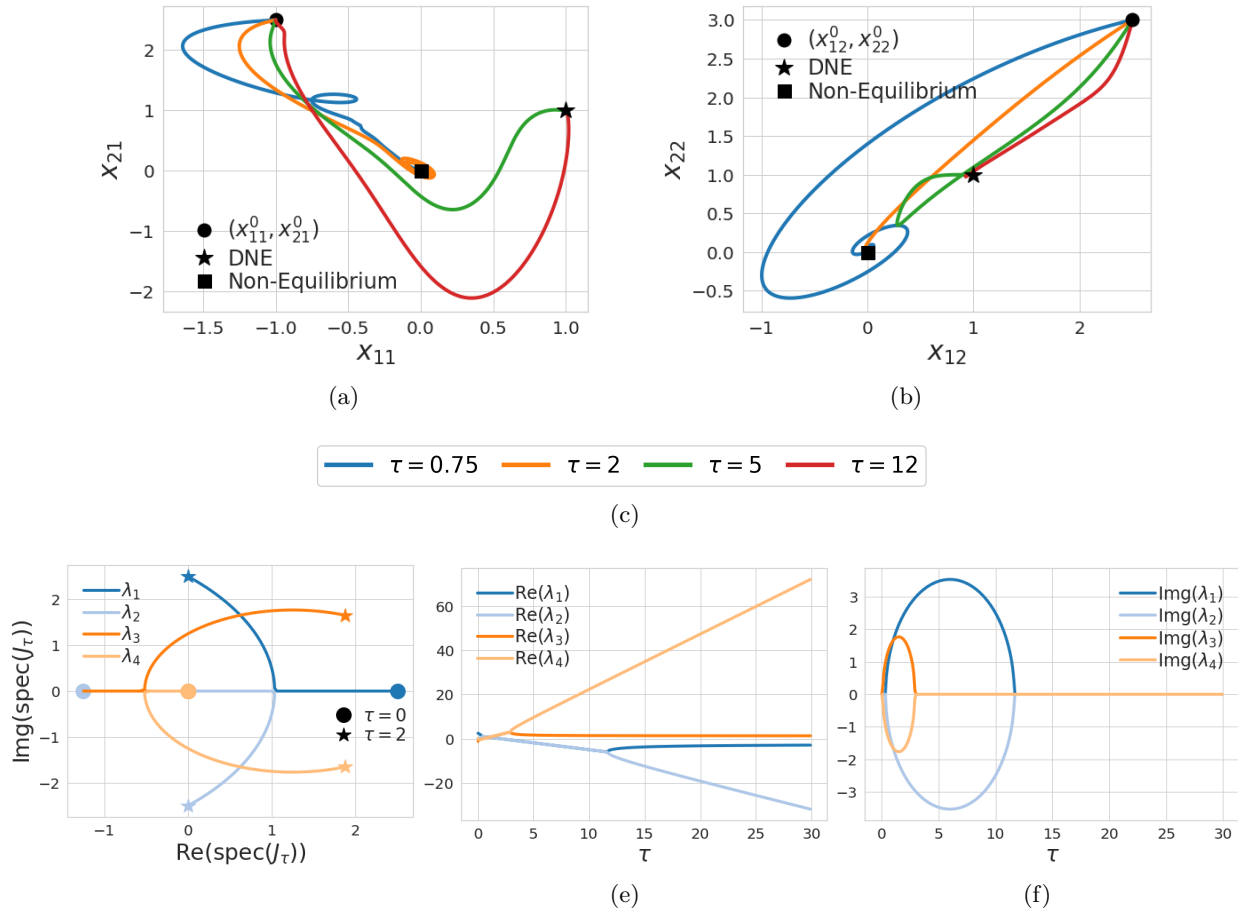 2
1
0
−1
−2
x₂₁
(x⁰₁₁, x⁰₂₁)
DNE
Non-Equilibrium
−1.5 −1.0 −0.5 0.0 0.5 1.0
x₁₁
(a)
3.0
2.5
2.0
1.5
1.0
0.5
0.0
−0.5
x₂₂
(x⁰₁₂, x⁰₂₂)
DNE
Non-Equilibrium
−1 0 1 2
x₁₂
(b)
τ = 0.75 τ = 2 τ = 5 τ = 12
(c)
2
1
0
−1
−2
Img(spec(J_τ))
λ₁
λ₂
λ₃
λ₄
τ = 0
τ = 2
−1 0 1 2
Re(spec(J_τ))
60
40
20
0
−20
Re(λ₁)
Re(λ₂)
Re(λ₃)
Re(λ₄)
0 5 10 15 20 25 30
τ
(e)
3
2
1
0
−1
−2
−3
Img(λ₁)
Img(λ₂)
Img(λ₃)
Img(λ₄)
0 5 10 15 20 25 30
τ
(f)